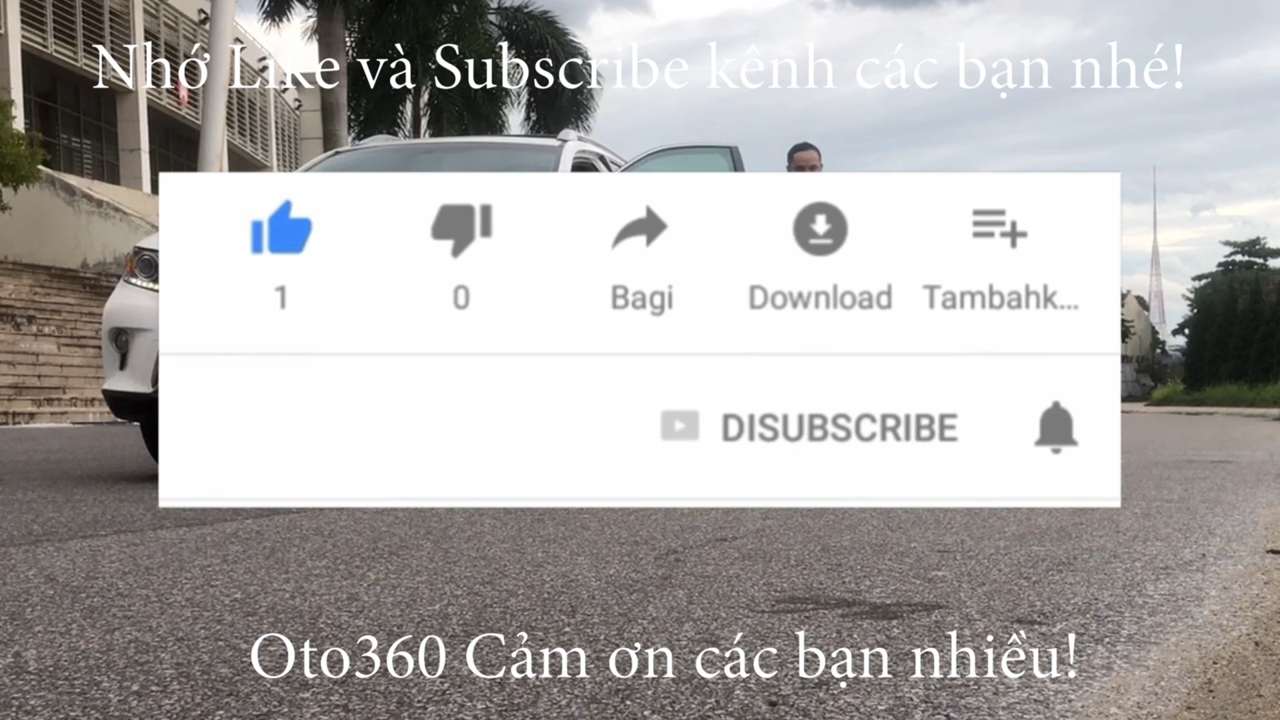 Nhớ Like và Subscribe kênh các bạn nhé!
1 0 Bagi Download Tambahk...
DISUBSCRIBE
Oto360 Cảm ơn các bạn nhiều!